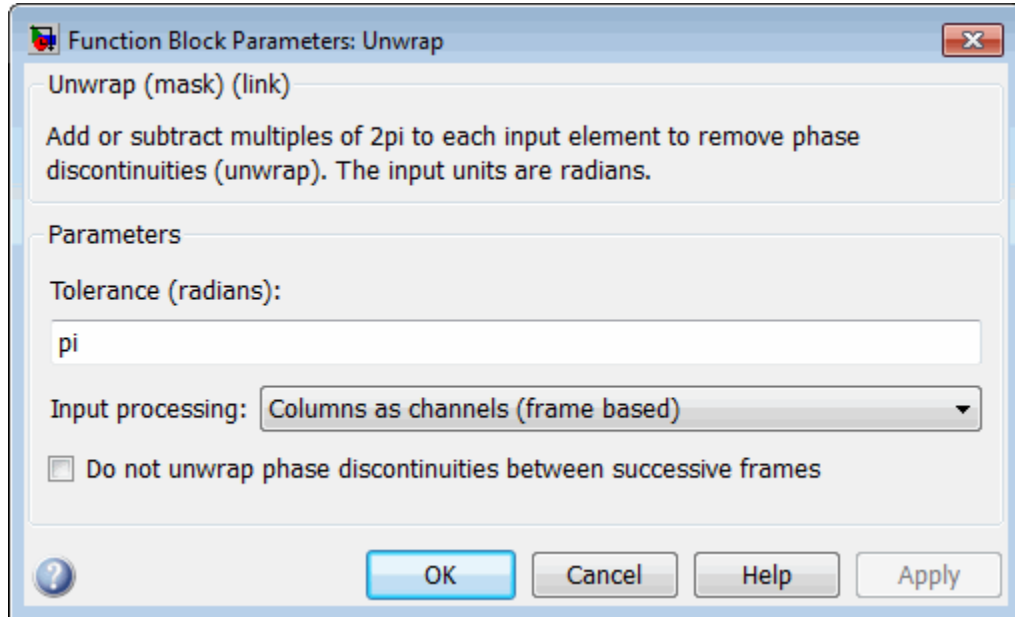 Function Block Parameters: Unwrap
Unwrap (mask) (link)
Add or subtract multiples of 2pi to each input element to remove phase
discontinuities (unwrap). The input units are radians.
Parameters
Tolerance (radians):
pi
Input processing: Columns as channels (frame based)
Do not unwrap phase discontinuities between successive frames
? OK Cancel Help Apply